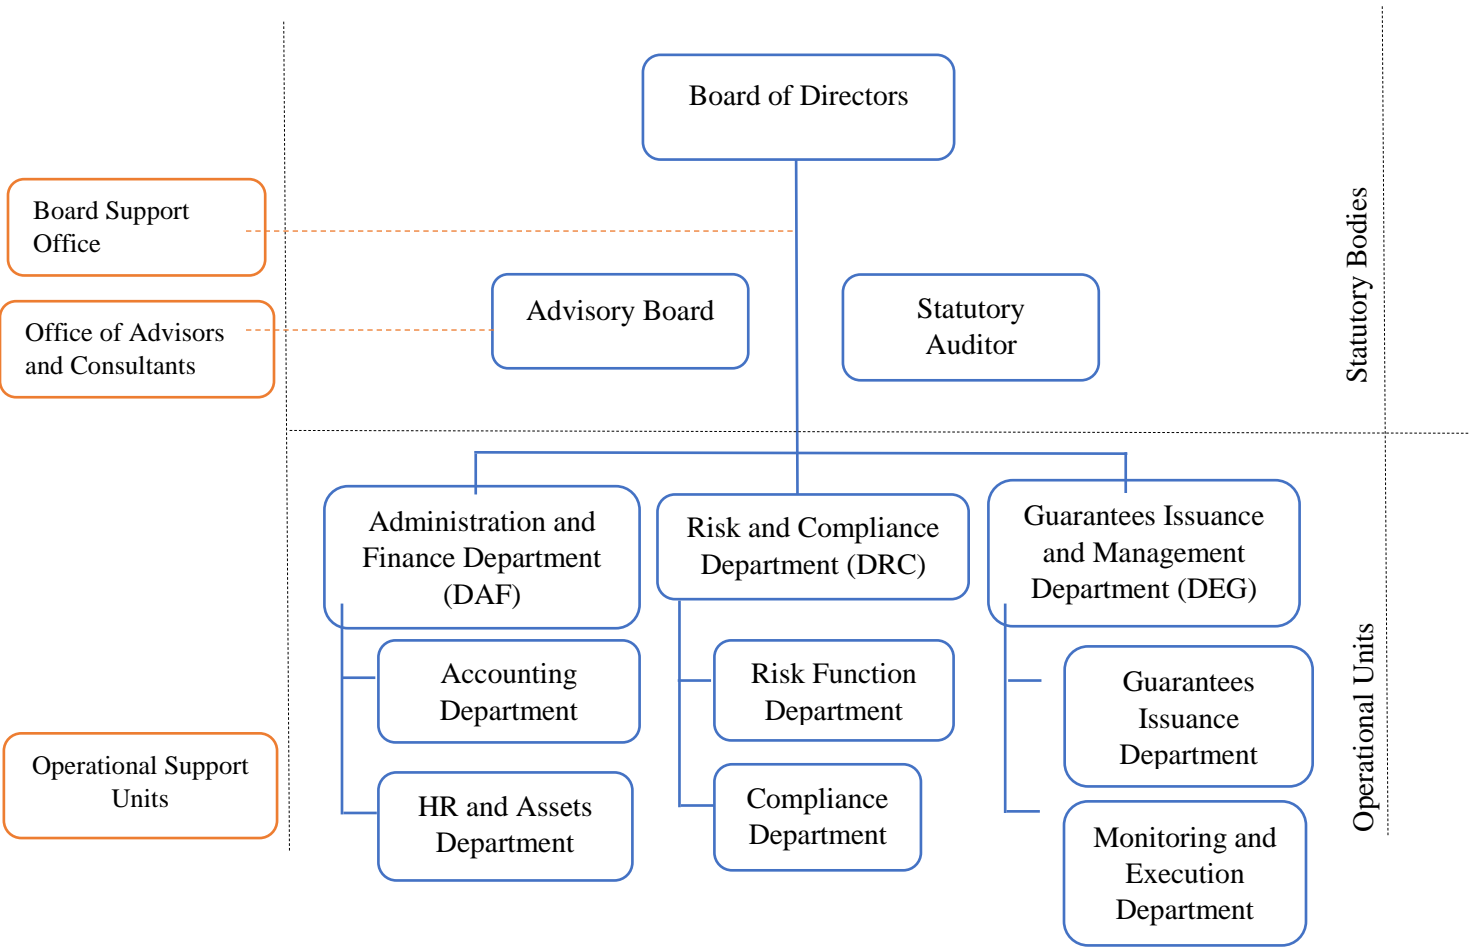 Board of Directors
Board Support
Office
Office of Advisors
and Consultants
Advisory Board
Statutory
Auditor
Statutory Bodies
Administration and
Finance Department
(DAF)
Risk and Compliance
Department (DRC)
Guarantees Issuance
and Management
Department (DEG)
Accounting
Department
Risk Function
Department
Guarantees
Issuance
Department
Operational Support
Units
HR and Assets
Department
Compliance
Department
Monitoring and
Execution
Department
Operational Units